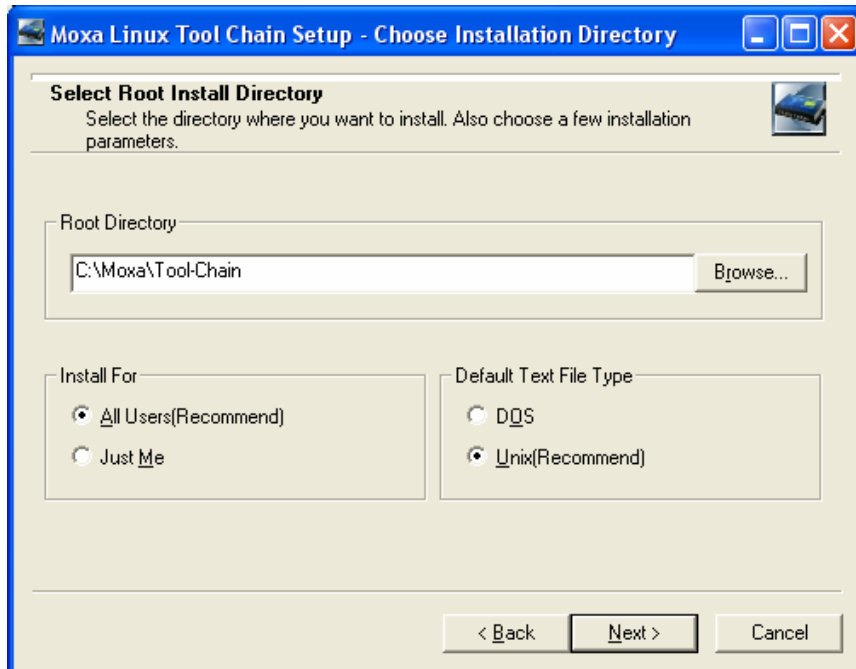 Moxa Linux Tool Chain Setup - Choose Installation Directory
Select Root Install Directory
Select the directory where you want to install. Also choose a few installation
parameters.
Root Directory
C:\Moxa\Tool-Chain
Browse...
Install For
All Users(Recommend)
Just Me
Default Text File Type
DOS
Unix(Recommend)
< Back
Next >
Cancel